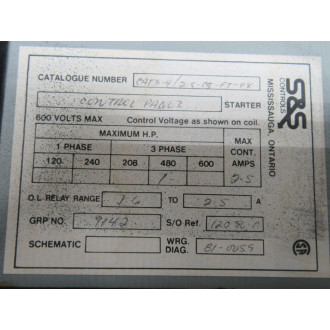 CATALOGUE NUMBER
CONTROL PANEL STARTER
600 VOLTS MAX Control Voltage as shown on coil.
MAXIMUM H.P. MAX
1 PHASE 3 PHASE CONT.
120 240 208 480 600 AMPS
1 2.5
O.L. RELAY RANGE 1.6 TO 2.5 A
GRP NO. 9142 S/O Ref.
SCHEMATIC WRG. DIAG. B1-0059
S&S
CONTROLS
MISSISSAUGA, ONTARIO